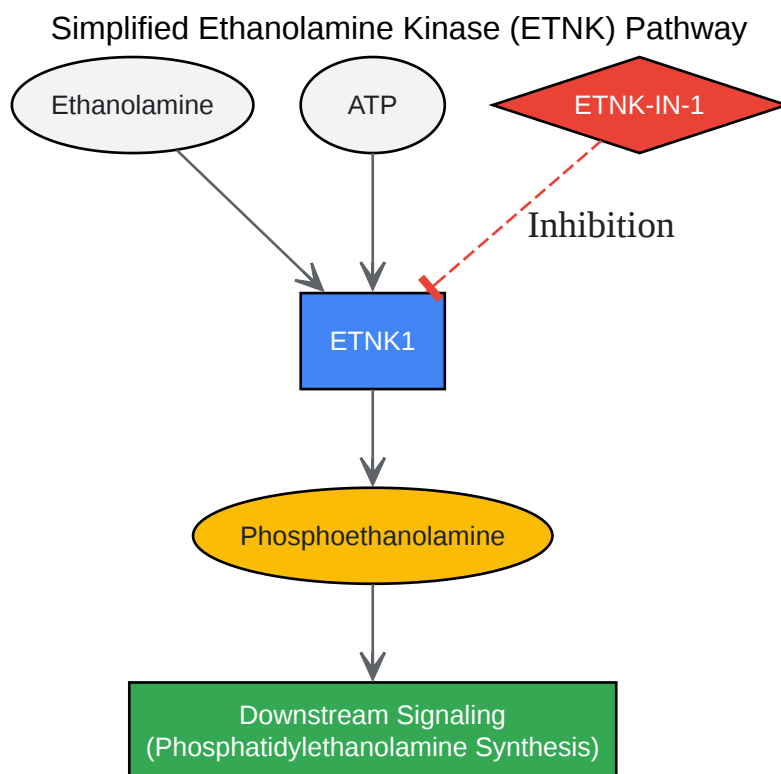 Simplified Ethanolamine Kinase (ETNK) Pathway
Ethanolamine
ATP
ETNK-IN-1
Inhibition
ETNK1
Phosphoethanolamine
Downstream Signaling
(Phosphatidylethanolamine Synthesis)